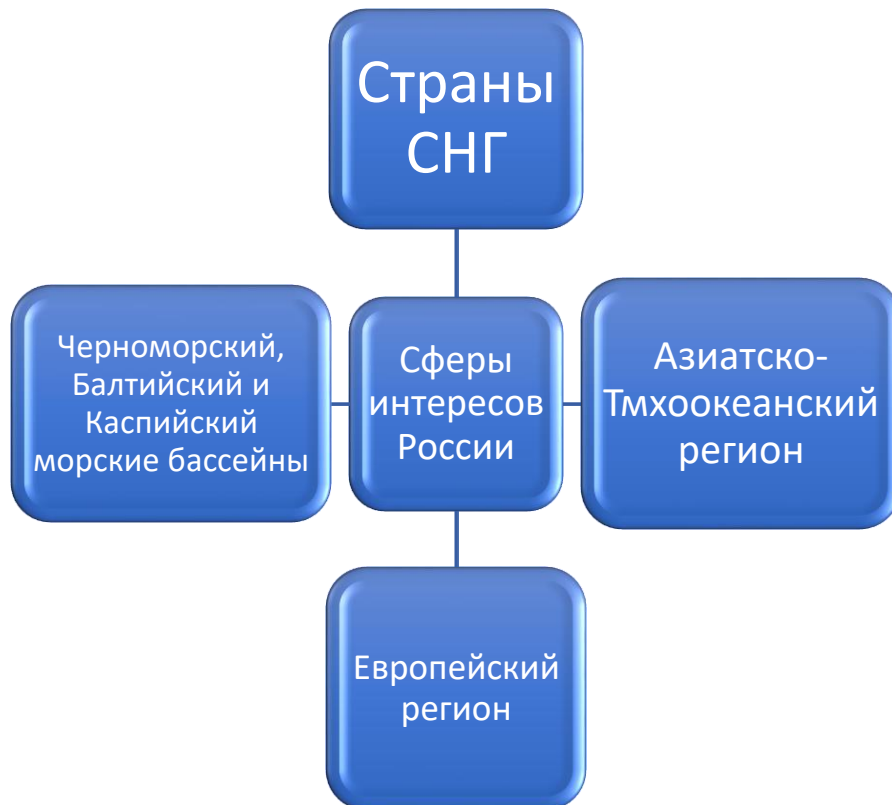 Страны
СНГ
Черноморский,
Балтийский и
Каспийский
морские бассейны
Сферы
интересов
России
Азиатско-
Тмхоокеанский
регион
Европейский
регион